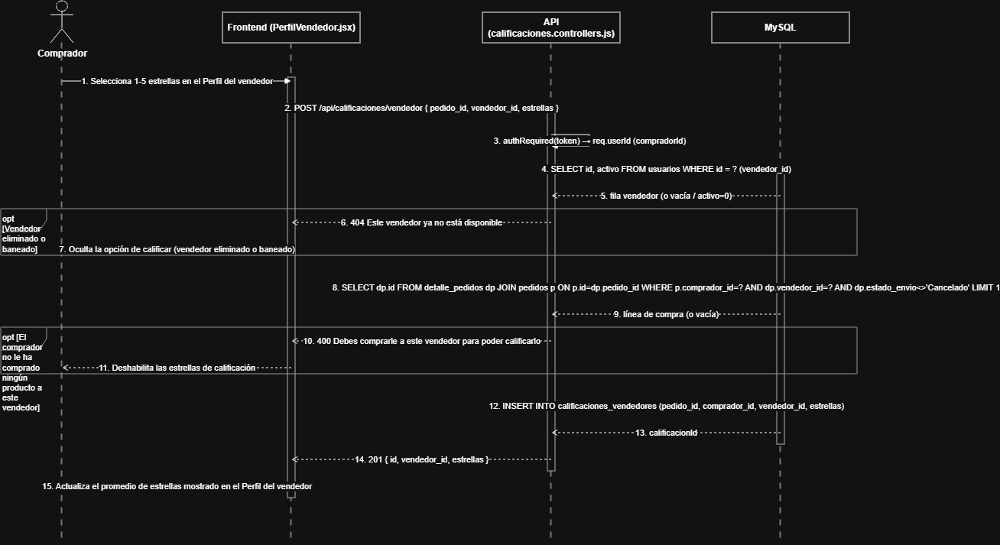 Comprador
Frontend (PerfilVendedor.jsx)
API
(calificaciones.controllers.js)
MySQL
1. Selecciona 1-5 estrellas en el Perfil del vendedor
2. POST /api/calificaciones/vendedor { pedido_id, vendedor_id, estrellas }
3. authRequired(token) → req.userId (compradorId)
4. SELECT id, activo FROM usuarios WHERE id = ? (vendedor_id)
5. fila vendedor (o vacía / activo=0)
opt
[Vendedor
eliminado o
baneado]
6. 404 Este vendedor ya no está disponible
7. Oculta la opción de calificar (vendedor eliminado o baneado)
8. SELECT dp.id FROM detalle_pedidos dp JOIN pedidos p ON p.id=dp.pedido_id WHERE p.comprador_id=? AND dp.vendedor_id=? AND dp.estado_envio<>'Cancelado' LIMIT 1
9. línea de compra (o vacía)
opt [El
comprador
no le ha
comprado
ningún
producto a
este
vendedor]
10. 400 Debes comprarle a este vendedor para poder calificarlo
11. Deshabilita las estrellas de calificación
12. INSERT INTO calificaciones_vendedores (pedido_id, comprador_id, vendedor_id, estrellas)
13. calificacionId
14. 201 { id, vendedor_id, estrellas }
15. Actualiza el promedio de estrellas mostrado en el Perfil del vendedor